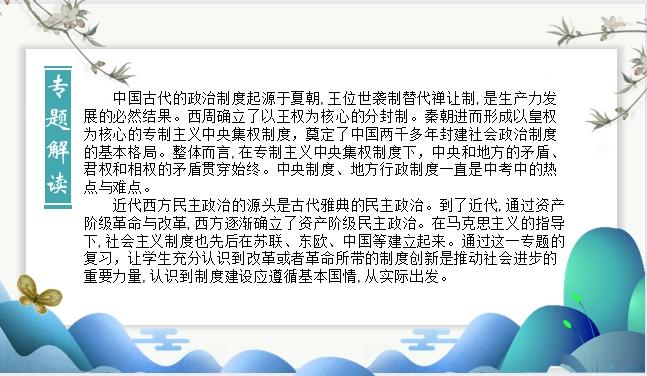 专题解读
中国古代的政治制度起源于夏朝,王位世袭制替代禅让制,是生产力发
展的必然结果。西周确立了以王权为核心的分封制。秦朝进而形成以皇权
为核心的专制主义中央集权制度，奠定了中国两千多年封建社会政治制度
的基本格局。整体而言,在专制主义中央集权制度下，中央和地方的矛盾、
君权和相权的矛盾贯穿始终。中央制度、地方行政制度一直是中考中的热
点与难点。
近代西方民主政治的源头是古代雅典的民主政治。到了近代,通过资产
阶级革命与改革,西方逐渐确立了资产阶级民主政治。在马克思主义的指导
下,社会主义制度也先后在苏联、东欧、中国等建立起来。通过这一专题的
复习，让学生充分认识到改革或者革命所带的制度创新是推动社会进步的
重要力量,认识到制度建设应遵循基本国情,从实际出发。